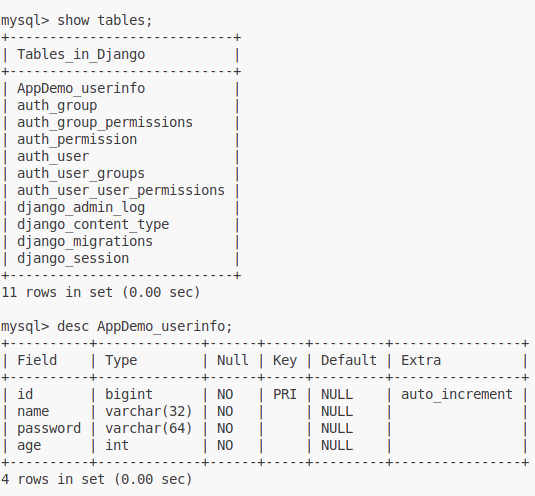 mysql> show tables;
+----------------------------+
| Tables_in_Django           |
+----------------------------+
| AppDemo_userinfo           |
| auth_group                 |
| auth_group_permissions     |
| auth_permission            |
| auth_user                  |
| auth_user_groups           |
| auth_user_user_permissions |
| django_admin_log           |
| django_content_type        |
| django_migrations          |
| django_session             |
+----------------------------+
11 rows in set (0.00 sec)

mysql> desc AppDemo_userinfo;
+----------+-------------+------+-----+---------+----------------+
| Field    | Type        | Null | Key | Default | Extra          |
+----------+-------------+------+-----+---------+----------------+
| id       | bigint      | NO   | PRI | NULL    | auto_increment |
| name     | varchar(32) | NO   |     | NULL    |                |
| password | varchar(64) | NO   |     | NULL    |                |
| age      | int         | NO   |     | NULL    |                |
+----------+-------------+------+-----+---------+----------------+
4 rows in set (0.00 sec)